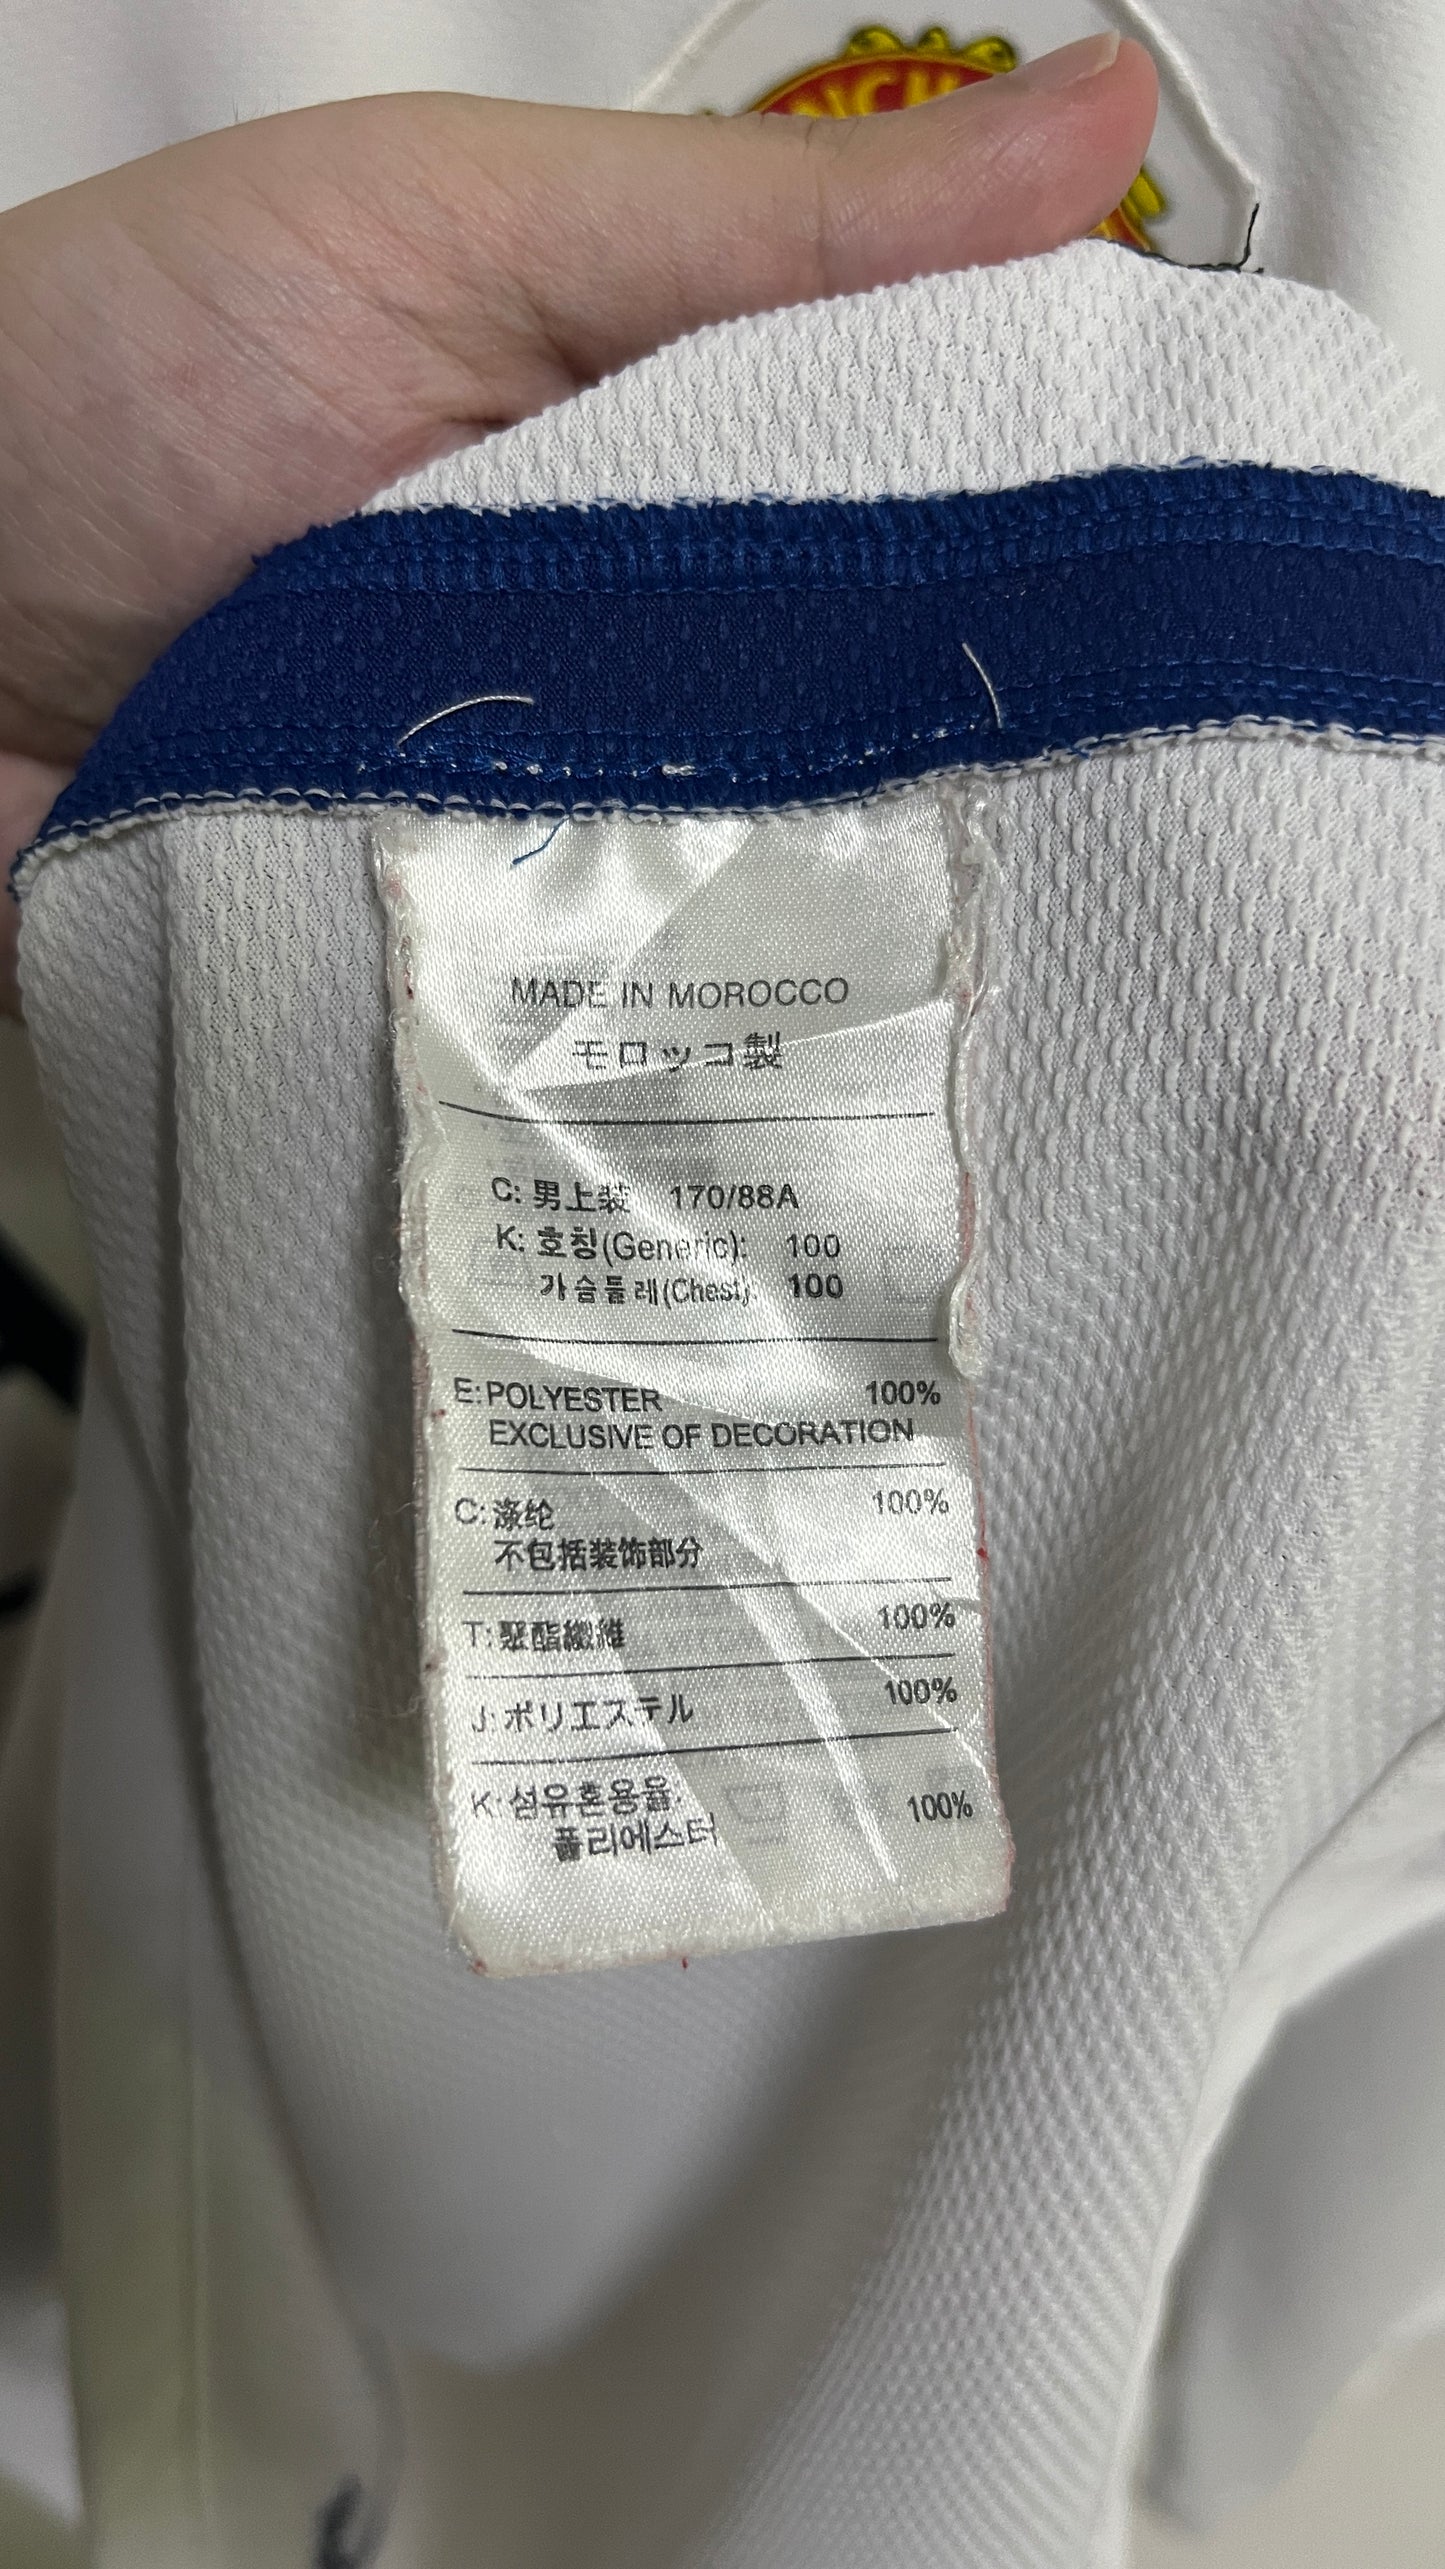 NCH
MADE IN MOROCCO
モロッコ製
C: 男上装 170/88A
K: 호칭(Generic): 100
가슴둘레(Chest): 100
E: POLYESTER 100%
EXCLUSIVE OF DECORATION
C: 涤纶 100%
不包括装饰部分
T: 聚酯纖維 100%
J: ポリエステル 100%
K: 섬유혼용율:
폴리에스터 100%